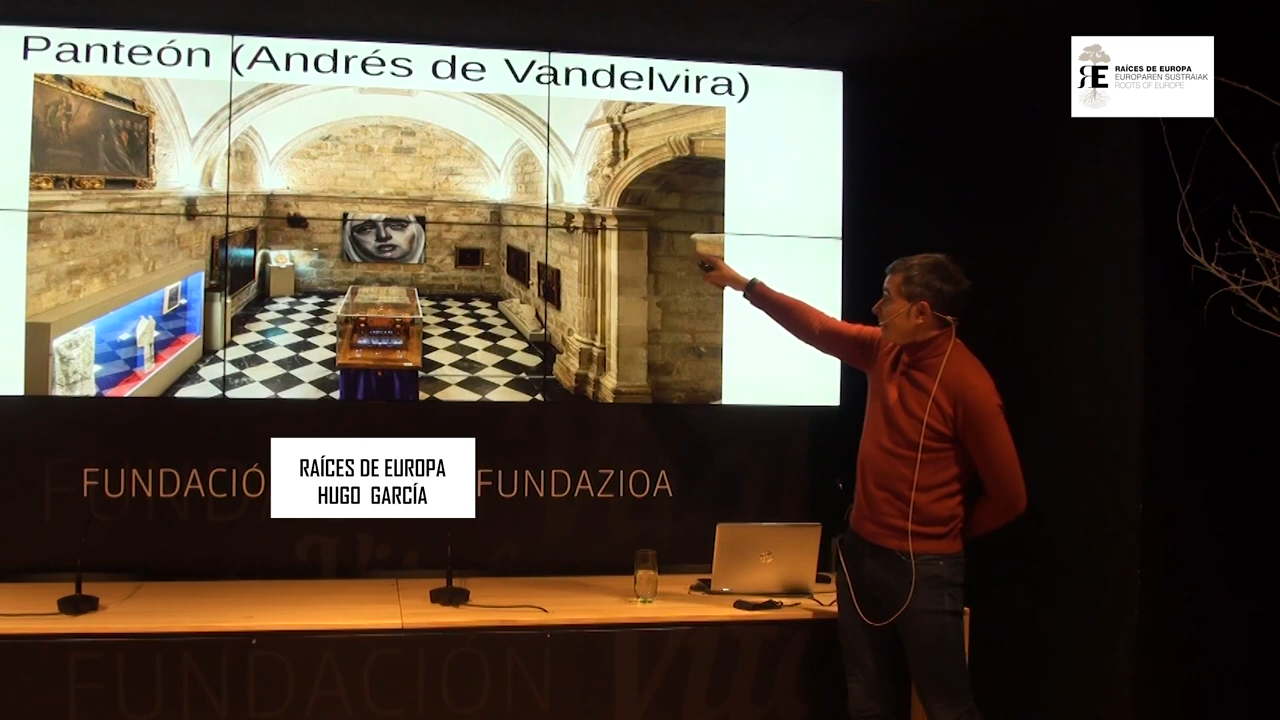 Panteón (Andrés de Vandelvira)
RAÍCES DE EUROPA
EUROPAREN SUSTRAIAK
ROOTS OF EUROPE
FUNDACIÓ
FUNDAZIOA
RAÍCES DE EUROPA
HUGO GARCÍA
FUNDACIÓN